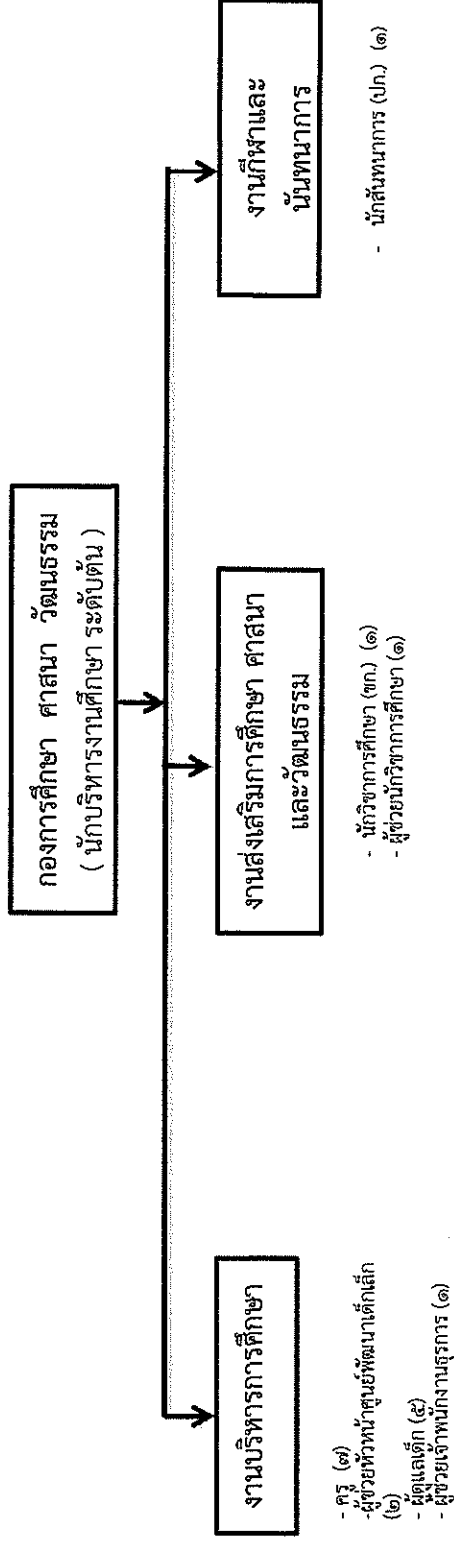 กองการศึกษา ศาสนา วัฒนธรรม
( นักบริหารงานศึกษา ระดับต้น )
งานบริหารการศึกษา
- ครู (๗)
-ผู้ช่วยหัวหน้าศูนย์พัฒนาเด็กเล็ก
(๒)
- ผู้ดูแลเด็ก (๕)
- ผู้ช่วยเจ้าพนักงานธุรการ (๑)
งานส่งเสริมการศึกษา ศาสนา
และวัฒนธรรม
- นักวิชาการศึกษา (ชก.) (๑)
- ผู้ช่วยนักวิชาการศึกษา (๑)
งานกีฬาและ
นันทนาการ
- นักสันทนาการ (ปก.) (๑)